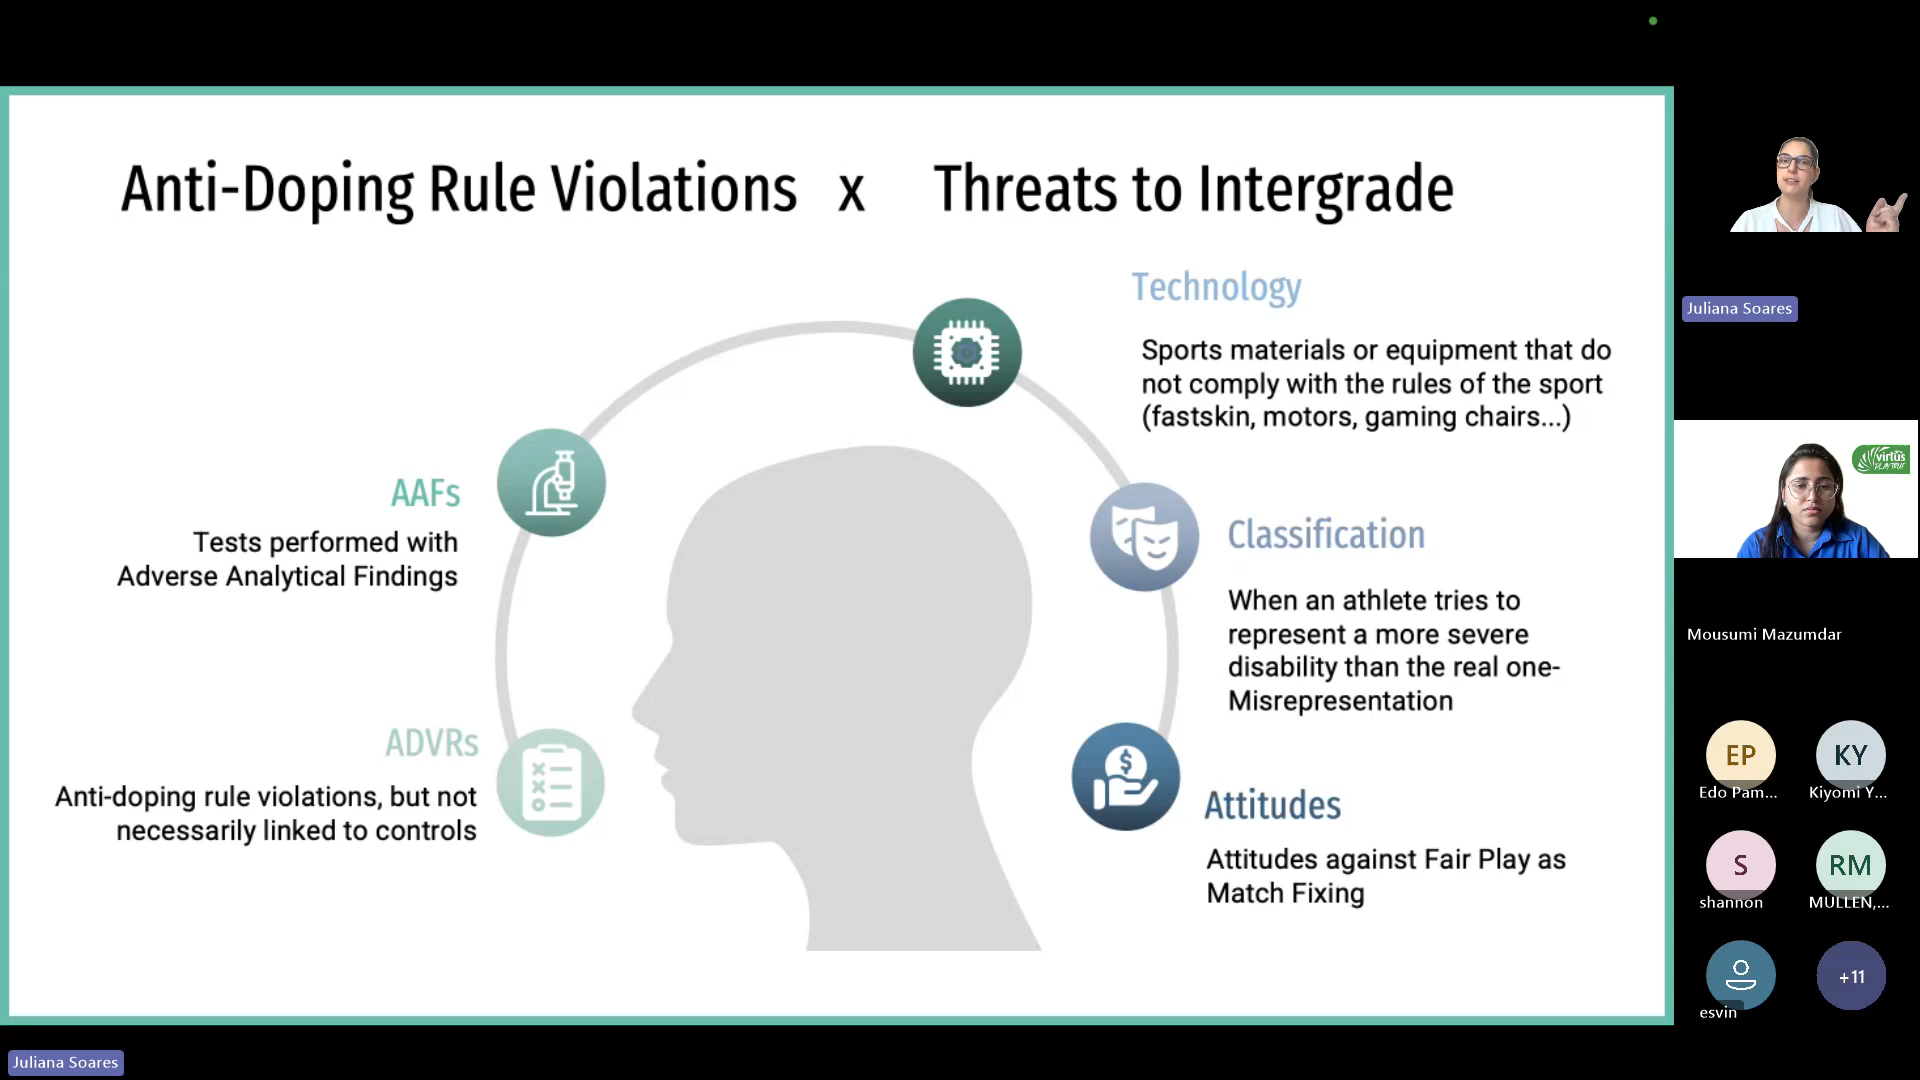 Anti-Doping Rule Violations x Threats to Intergrade
Technology
Sports materials or equipment that do
not comply with the rules of the sport
(fastskin, motors, gaming chairs...)
AAFs
Tests performed with
Adverse Analytical Findings
Classification
When an athlete tries to
represent a more severe
disability than the real one-
Misrepresentation
ADVRs
Anti-doping rule violations, but not
necessarily linked to controls
Attitudes
Attitudes against Fair Play as
Match Fixing
Juliana Soares
virtus
PLAY TRUE
Mousumi Mazumdar
EP
Edo Pam...
KY
Kiyomi Y...
S
shannon
RM
MULLEN,...
esvin
+11
Juliana Soares